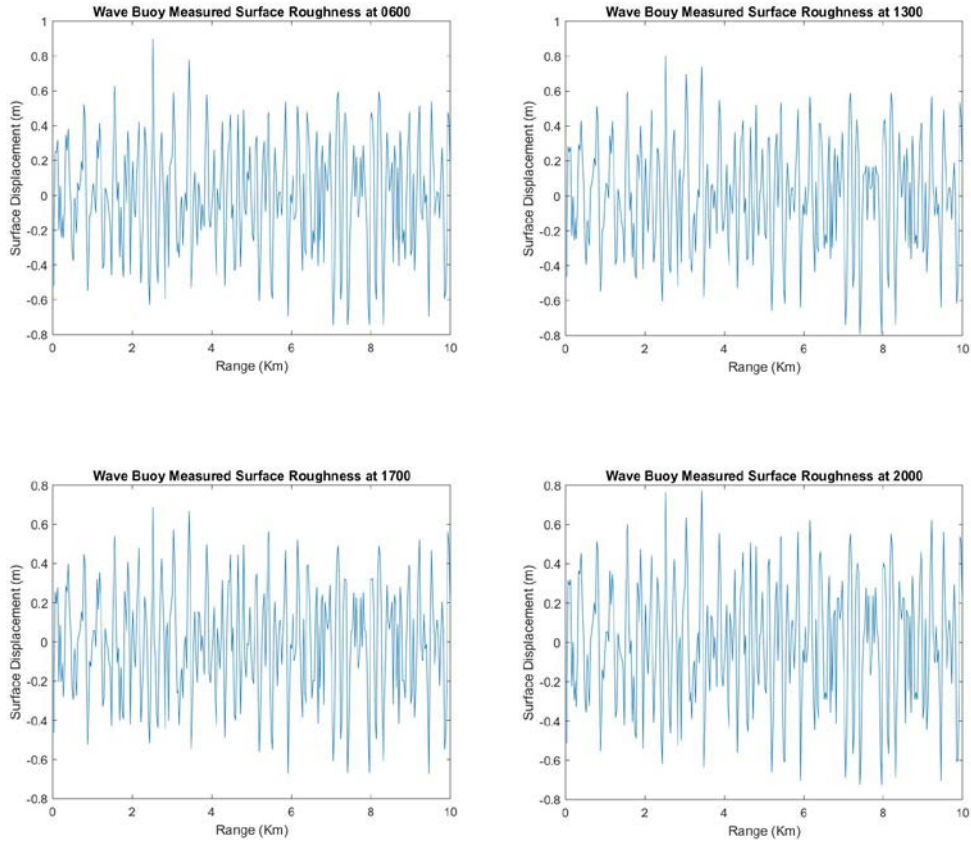 Wave Buoy Measured Surface Roughness at 0600
1
0.8
0.6
0.4
0.2
0
-0.2
-0.4
-0.6
-0.8
Surface Displacement (m)
0 2 4 6 8 10
Range (Km)
Wave Bouy Measured Surface Roughness at 1300
1
0.8
0.6
0.4
0.2
0
-0.2
-0.4
-0.6
-0.8
Surface Displacement (m)
0 2 4 6 8 10
Range (Km)
Wave Buoy Measured Surface Roughness at 1700
0.8
0.6
0.4
0.2
0
-0.2
-0.4
-0.6
-0.8
Surface Displacement (m)
0 2 4 6 8 10
Range (Km)
Wave Buoy Measured Surface Roughness at 2000
0.8
0.6
0.4
0.2
0
-0.2
-0.4
-0.6
-0.8
Surface Displacement (m)
0 2 4 6 8 10
Range (Km)